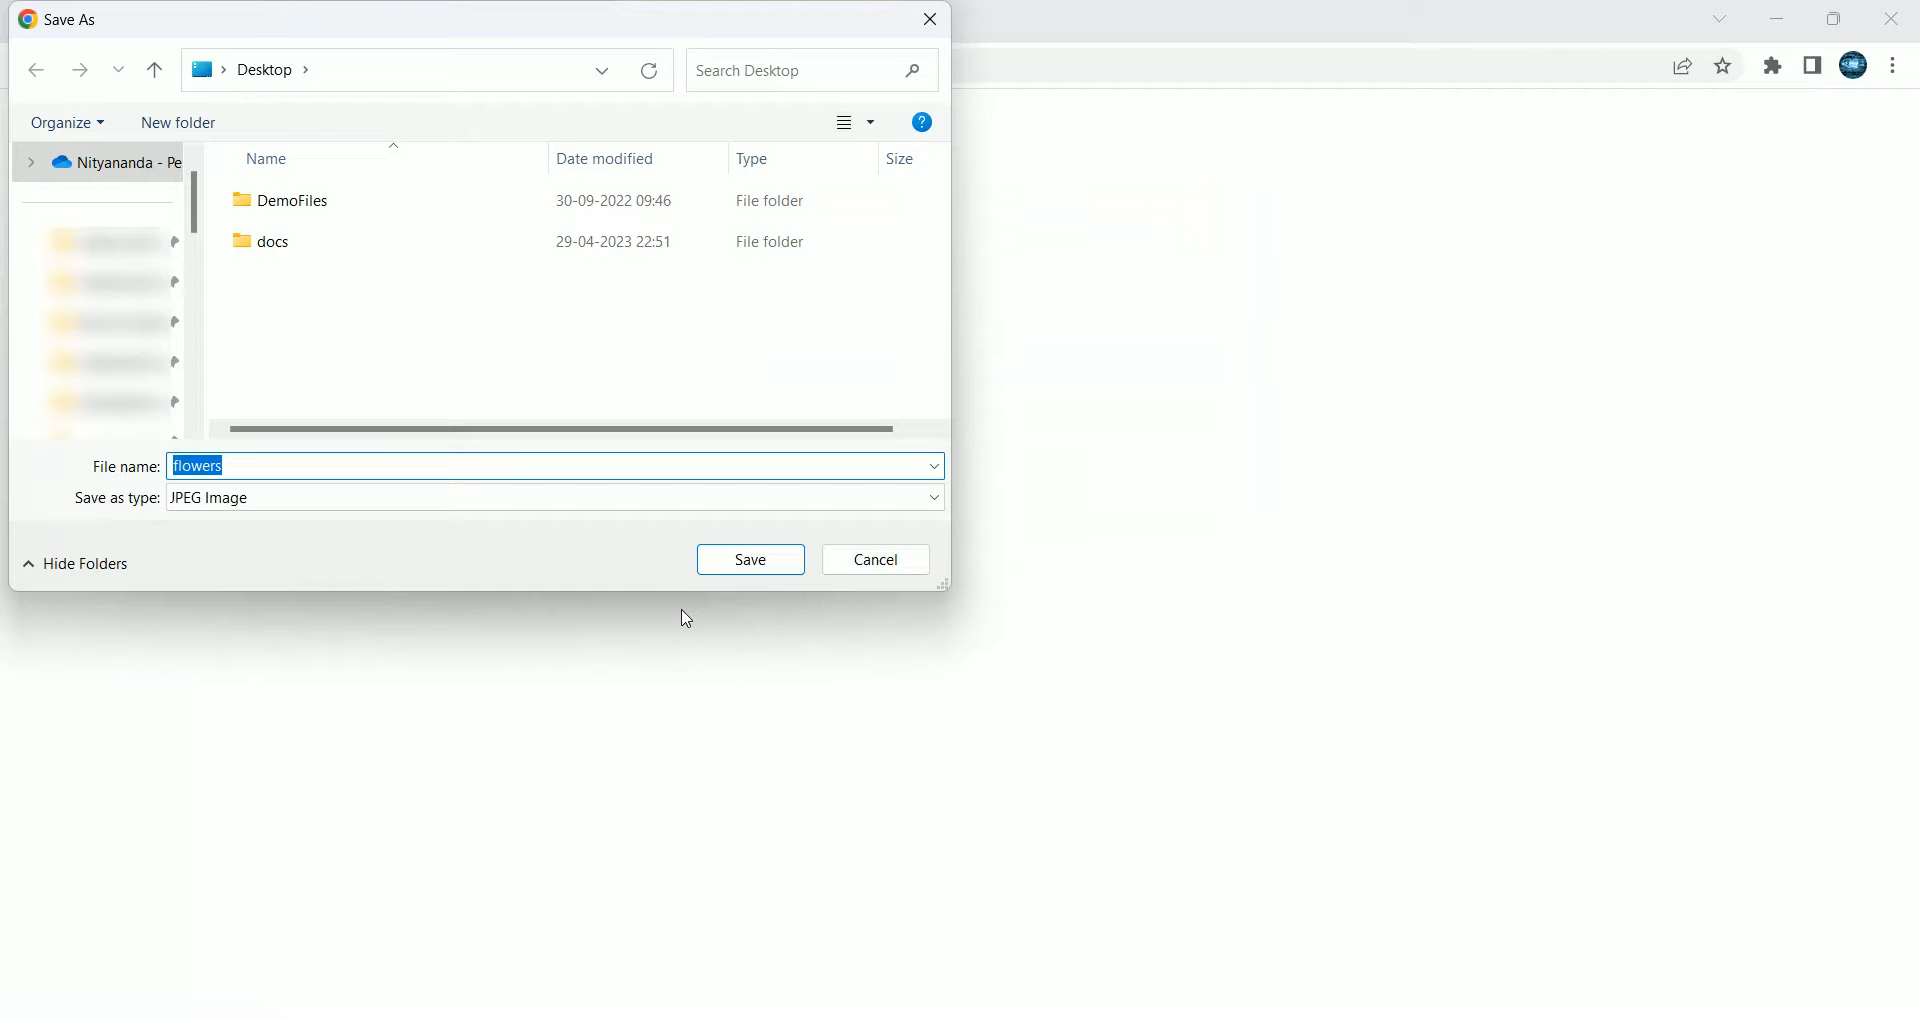 Save As
Desktop
Search Desktop
Organize
New folder
?
Nityananda - Pe
Name
Date modified
Type
Size
DemoFiles
30-09-2022 09:46
File folder
docs
29-04-2023 22:51
File folder
File name: flowers
Save as type: JPEG Image
Hide Folders
Save
Cancel